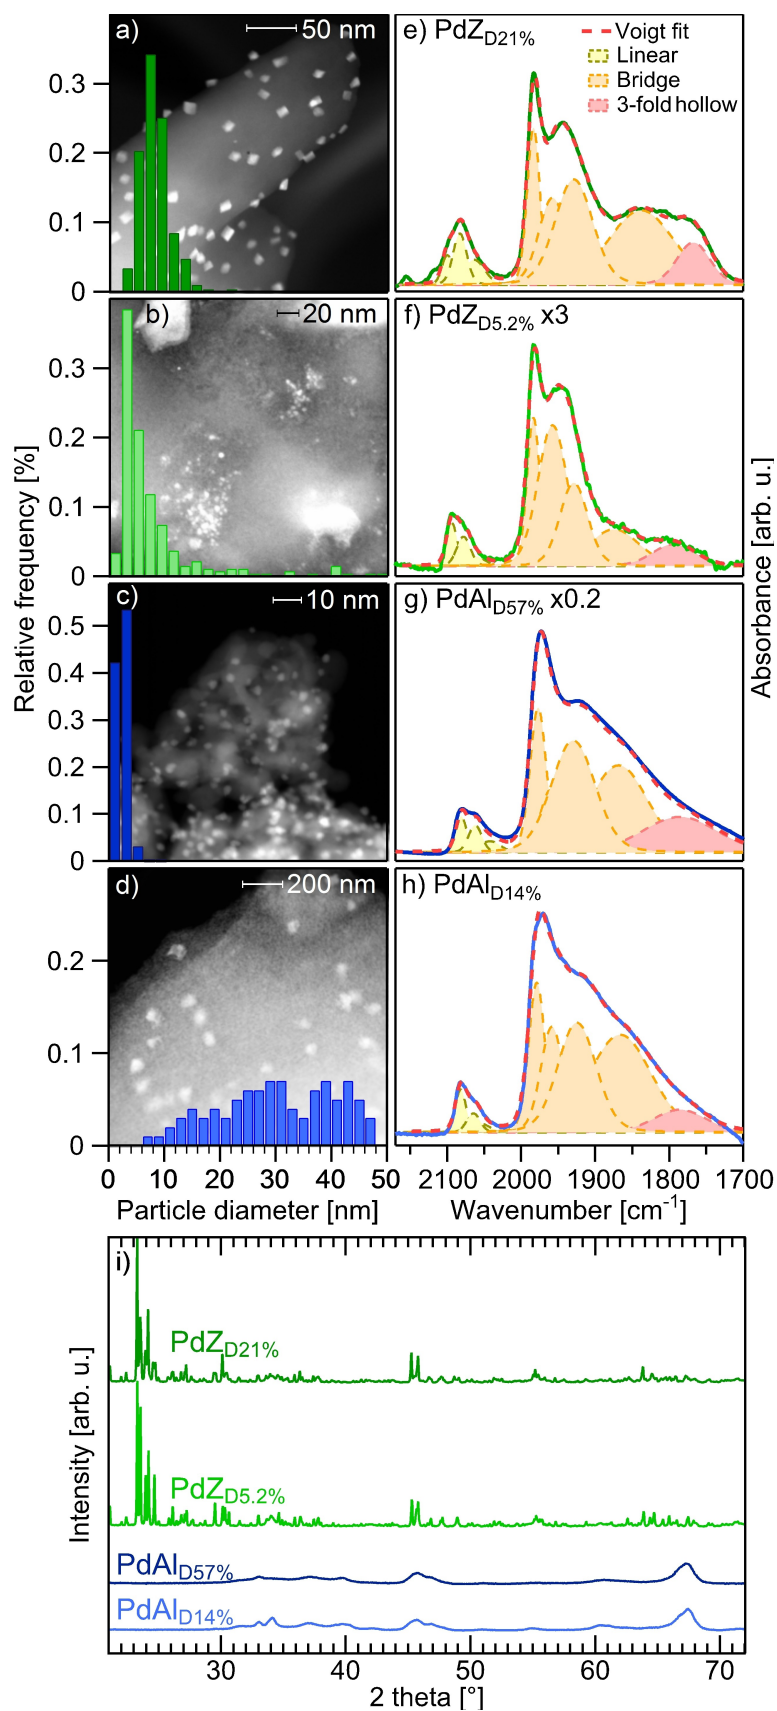 a)
50 nm
0.3
0.2
0.1
0
e) PdZD21%
Voigt fit
Linear
Bridge
3-fold hollow
b)
20 nm
0.3
0.2
0.1
0
f) PdZD5.2% x3
Relative frequency [%]
Absorbance [arb. u.]
c)
10 nm
0.5
0.4
0.3
0.2
0.1
0
g) PdAlD57% x0.2
d)
200 nm
0.2
0.1
0
h) PdAlD14%
0 10 20 30 40 50
Particle diameter [nm]
2100 2000 1900 1800 1700
Wavenumber [cm-1]
i)
PdZD21%
PdZD5.2%
PdAlD57%
PdAlD14%
Intensity [arb. u.]
30 40 50 60 70
2 theta [°]